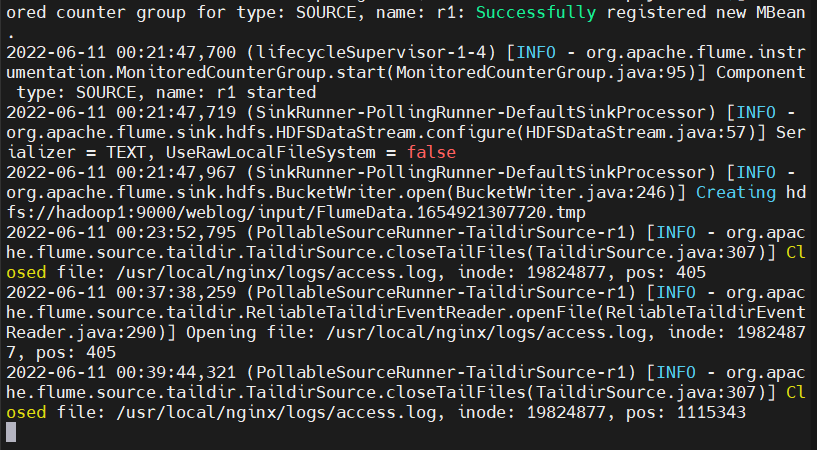 ored counter group for type: SOURCE, name: r1: Successfully registered new MBean
.
2022-06-11 00:21:47,700 (lifecycleSupervisor-1-4) [INFO - org.apache.flume.instr
umentation.MonitoredCounterGroup.start(MonitoredCounterGroup.java:95)] Component
 type: SOURCE, name: r1 started
2022-06-11 00:21:47,719 (SinkRunner-PollingRunner-DefaultSinkProcessor) [INFO -
org.apache.flume.sink.hdfs.HDFSDataStream.configure(HDFSDataStream.java:57)] Ser
ializer = TEXT, UseRawLocalFileSystem = false
2022-06-11 00:21:47,967 (SinkRunner-PollingRunner-DefaultSinkProcessor) [INFO -
org.apache.flume.sink.hdfs.BucketWriter.open(BucketWriter.java:246)] Creating hd
fs://hadoop1:9000/weblog/input/FlumeData.1654921307720.tmp
2022-06-11 00:23:52,795 (PollableSourceRunner-TaildirSource-r1) [INFO - org.apac
he.flume.source.taildir.TaildirSource.closeTailFiles(TaildirSource.java:307)] Cl
osed file: /usr/local/nginx/logs/access.log, inode: 19824877, pos: 405
2022-06-11 00:37:38,259 (PollableSourceRunner-TaildirSource-r1) [INFO - org.apac
he.flume.source.taildir.ReliableTaildirEventReader.openFile(ReliableTaildirEvent
Reader.java:290)] Opening file: /usr/local/nginx/logs/access.log, inode: 1982487
7, pos: 405
2022-06-11 00:39:44,321 (PollableSourceRunner-TaildirSource-r1) [INFO - org.apac
he.flume.source.taildir.TaildirSource.closeTailFiles(TaildirSource.java:307)] Cl
osed file: /usr/local/nginx/logs/access.log, inode: 19824877, pos: 1115343